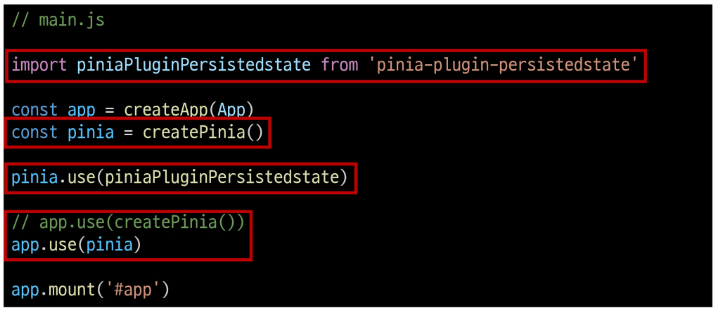 // main.js
import piniaPluginPersistedstate from 'pinia-plugin-persistedstate'
const app = createApp(App)
const pinia = createPinia()
pinia.use(piniaPluginPersistedstate)
// app.use(createPinia())
app.use(pinia)
app.mount('#app')